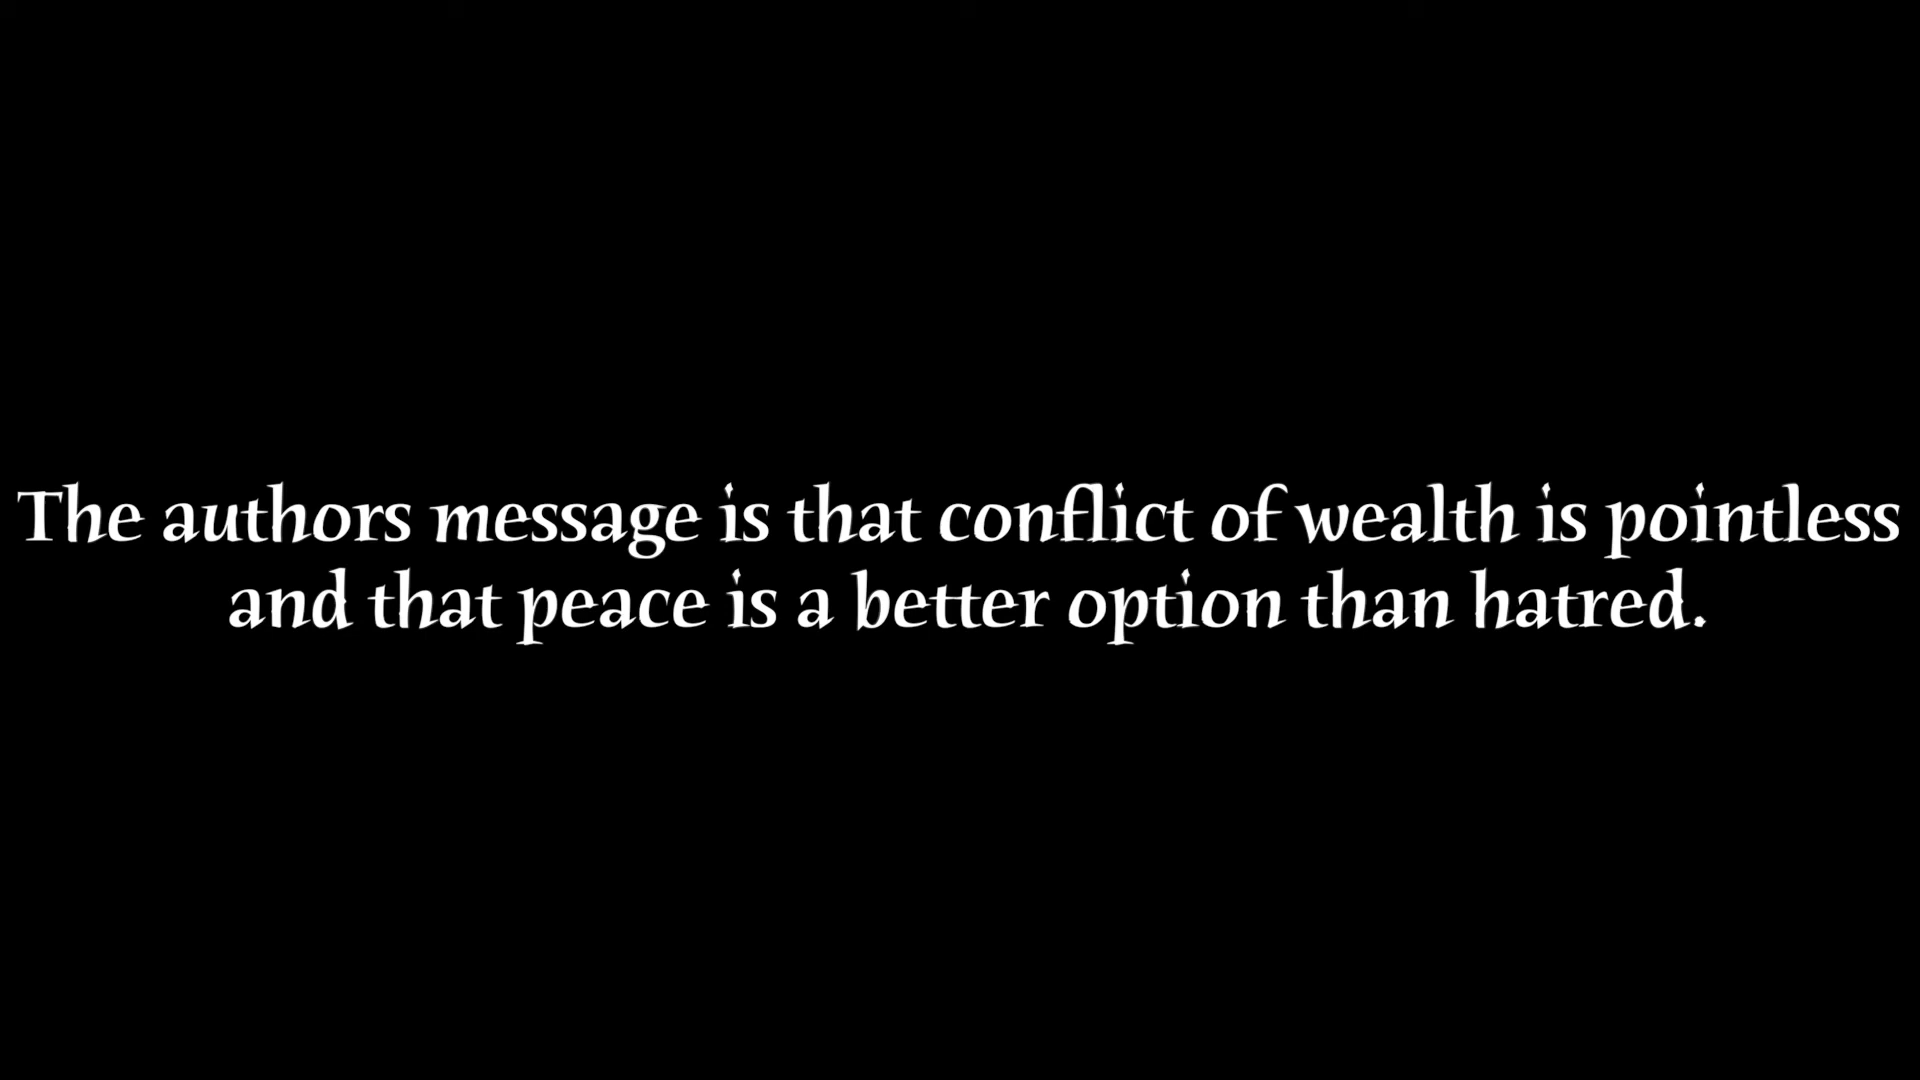 The authors message is that conflict of wealth is pointless
and that peace is a better option than hatred.